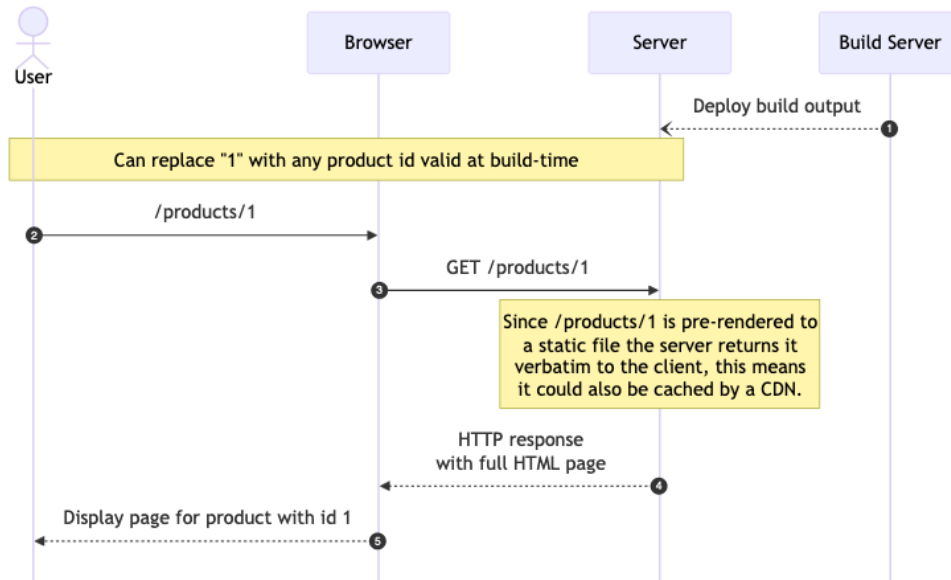 User
Browser
Server
Build Server
Deploy build output
1
Can replace "1" with any product id valid at build-time
/products/1
2
GET /products/1
3
Since /products/1 is pre-rendered to
a static file the server returns it
verbatim to the client, this means
it could also be cached by a CDN.
HTTP response
with full HTML page
4
Display page for product with id 1
5